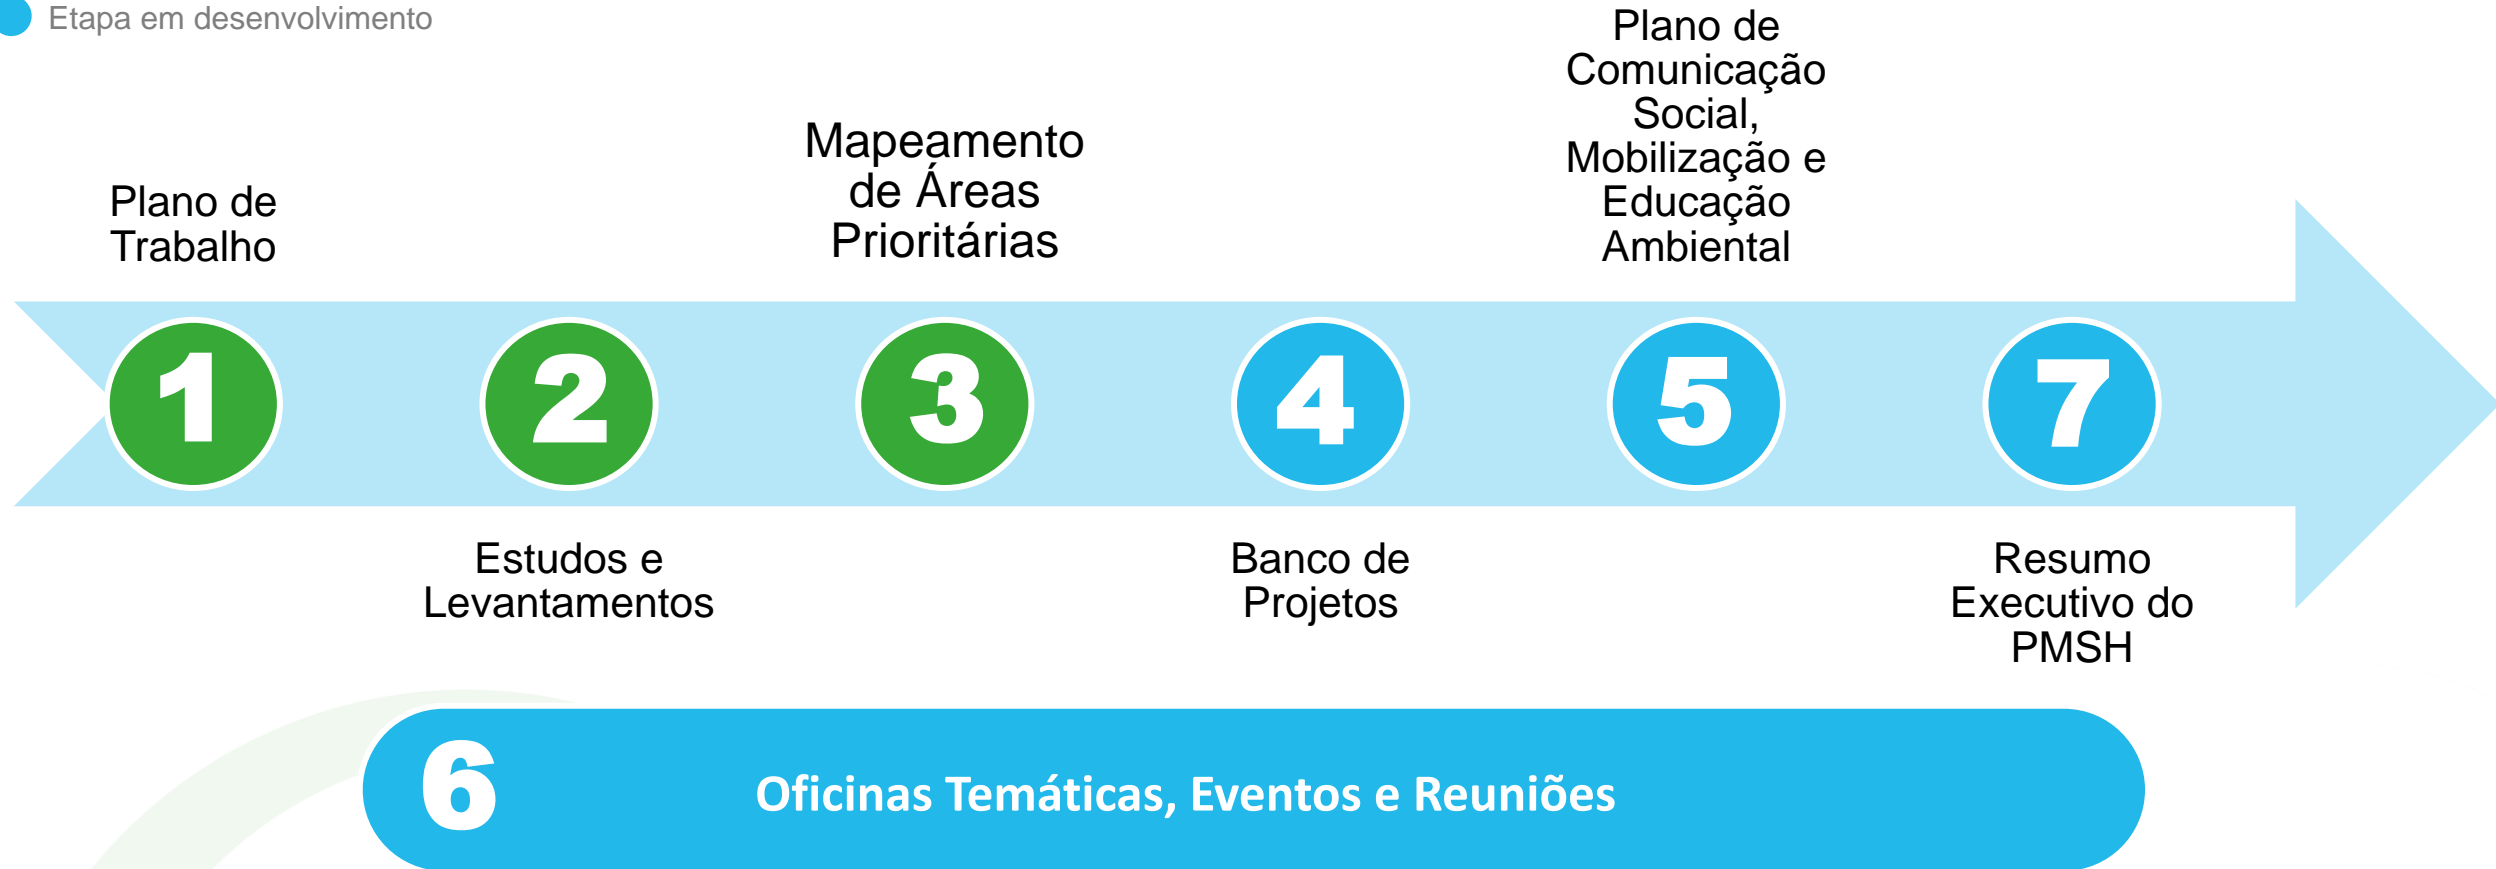 Etapa em desenvolvimento
Plano de
Trabalho
Mapeamento
de Áreas
Prioritárias
Plano de
Comunicação
Social,
Mobilização e
Educação
Ambiental
1
2
3
4
5
7
Estudos e
Levantamentos
Banco de
Projetos
Resumo
Executivo do
PMSH
6
Oficinas Temáticas, Eventos e Reuniões